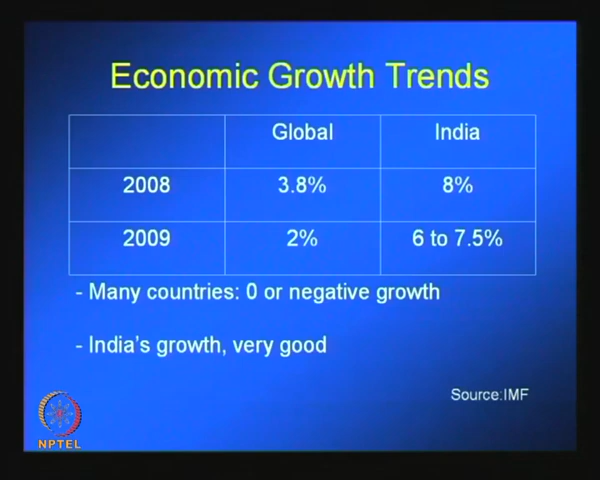 Economic Growth Trends
Global India
2008 3.8% 8%
2009 2% 6 to 7.5%
- Many countries: 0 or negative growth
- India's growth, very good
Source:IMF
NPTEL